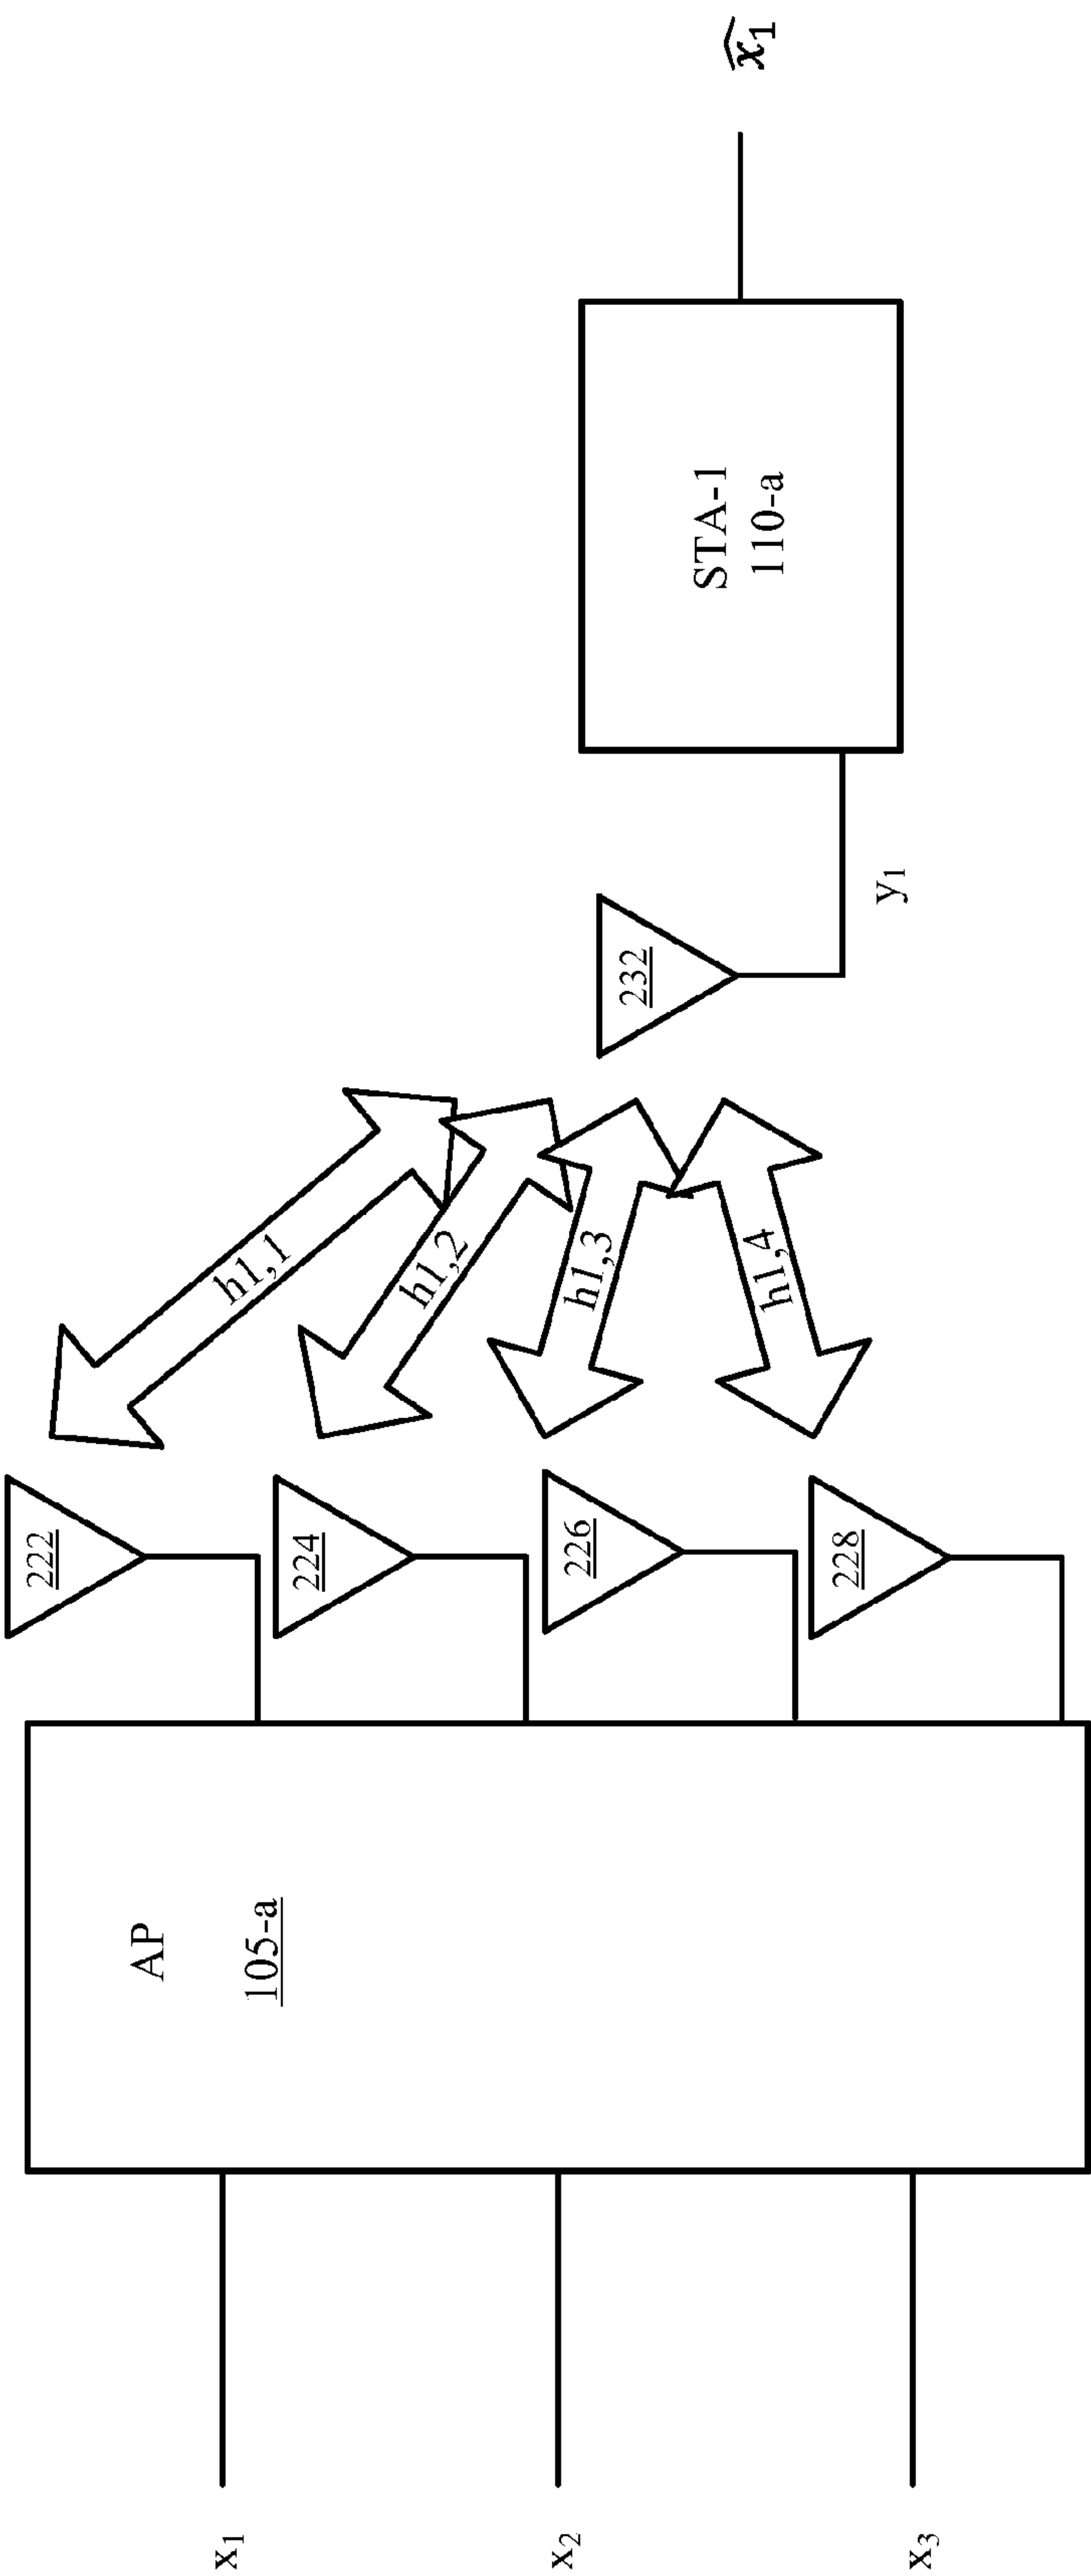 x₁
x₂
x₃
AP
105-a
222
224
226
228
h1,1
h1,2
h1,3
h1,4
232
y₁
STA-1
110-a
x̂₁